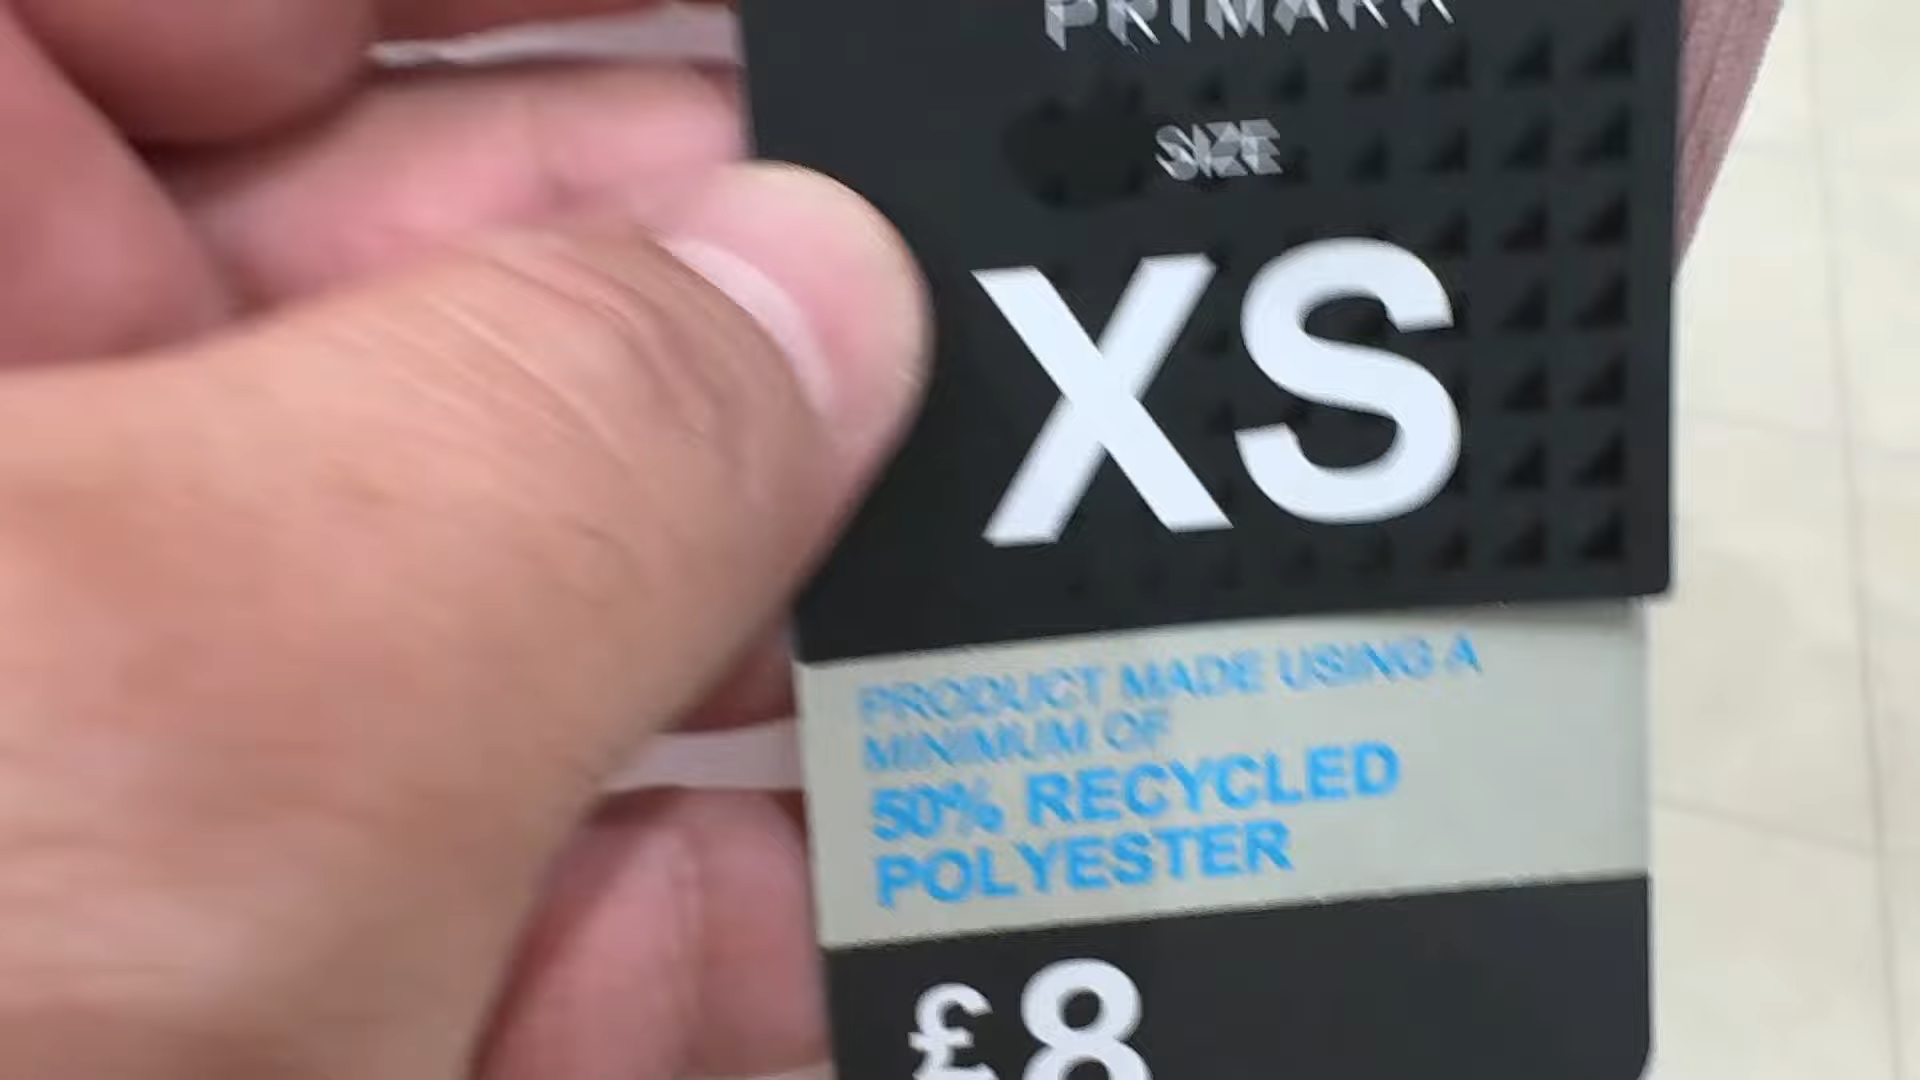 PRIMARK
SIZE
XS
PRODUCT MADE USING A
MINIMUM OF
50% RECYCLED
POLYESTER
£8